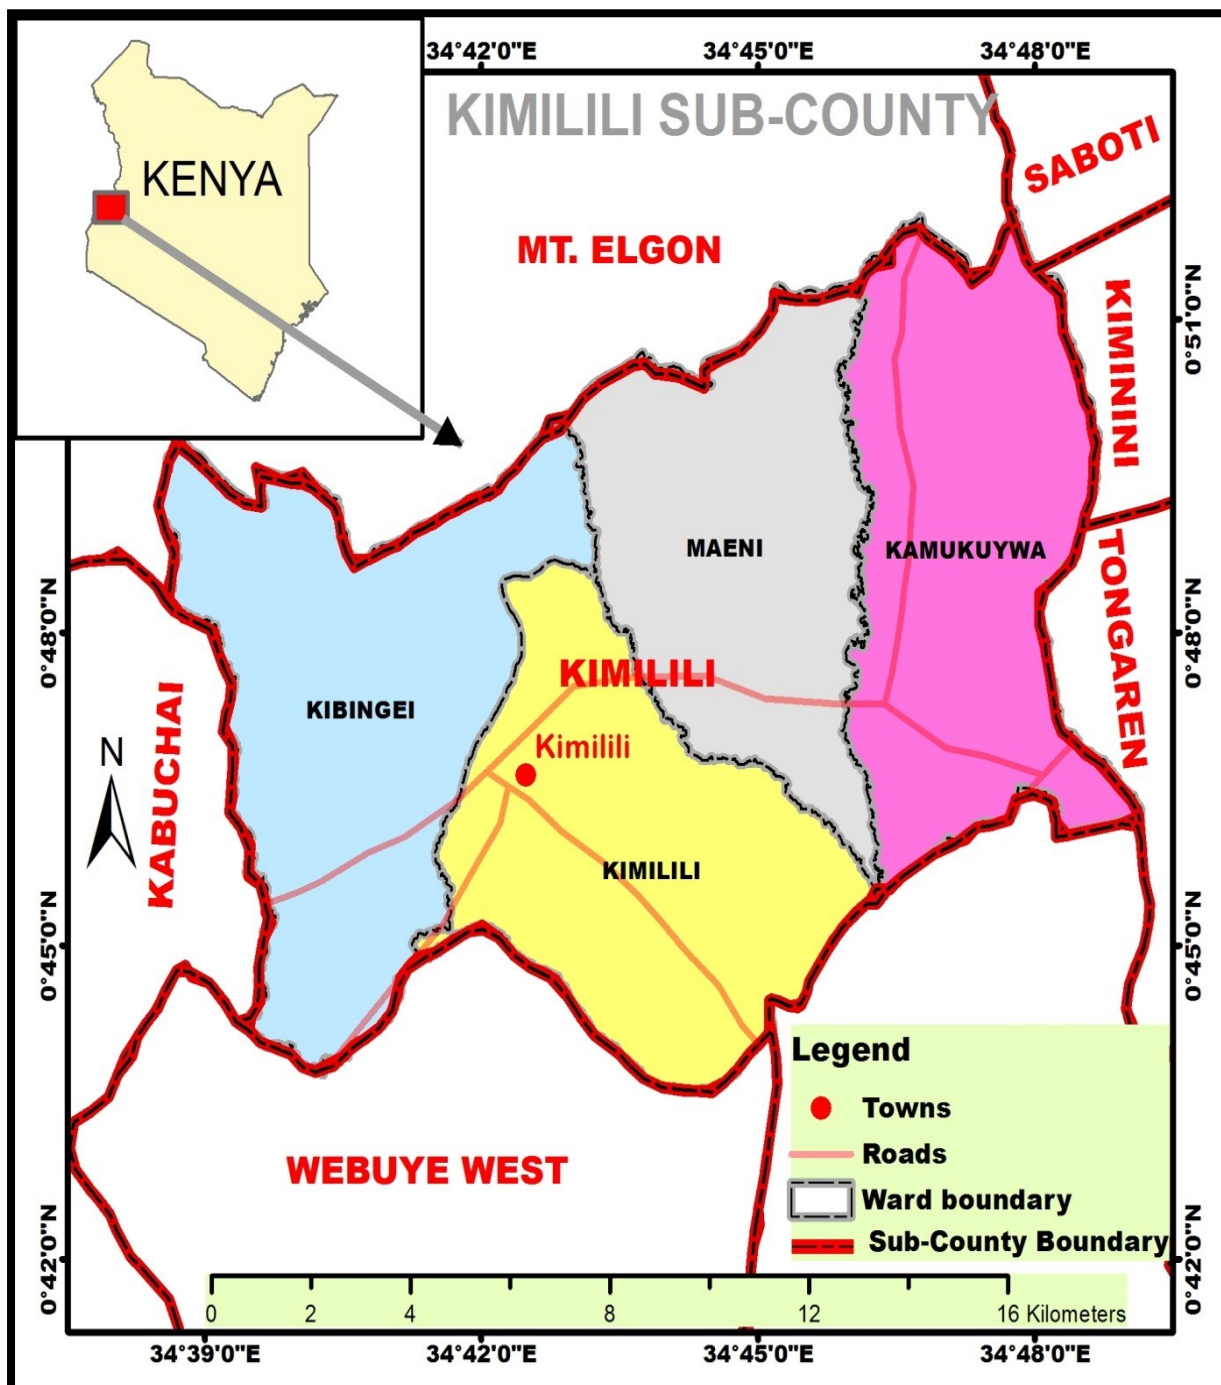 34°42'0"E 34°45'0"E 34°48'0"E
KENYA
KIMILILI SUB-COUNTY
SABOTI
MT. ELGON
KIMININI
0°51'0"N
0°51'0"N
MAENI
KAMUKUYWA
TONGAREN
0°48'0"N
0°48'0"N
KIMILILI
KIBINGEI
Kimilili
N
KABUCHAI
KIMILILI
0°45'0"N
0°45'0"N
WEBUYE WEST
Legend
Towns
Roads
Ward boundary
Sub-County Boundary
0°42'0"N
0°42'0"N
0 2 4 8 12 16 Kilometers
34°39'0"E 34°42'0"E 34°45'0"E 34°48'0"E